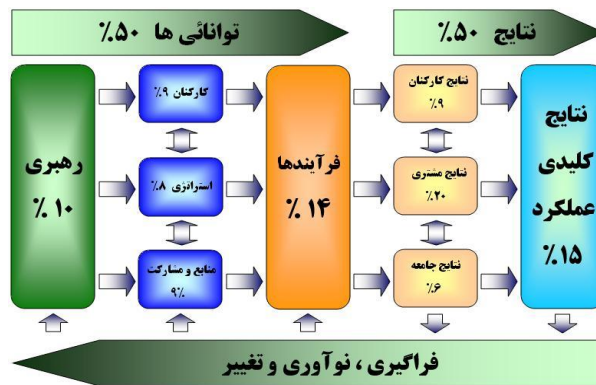 توانائی ها ۵۰٪
نتایج ۵۰٪
رهبری
۱۰ ٪
کارکنان ۹٪
استراتژی ۸٪
منابع و مشارکت
۹٪
فرآیندها
۱۴ ٪
نتایج کارکنان
۹٪
نتایج مشتری
۲۰٪
نتایج جامعه
۶٪
نتایج
کلیدی
عملکرد
۱۵٪
فراگیری ، نوآوری و تغییر